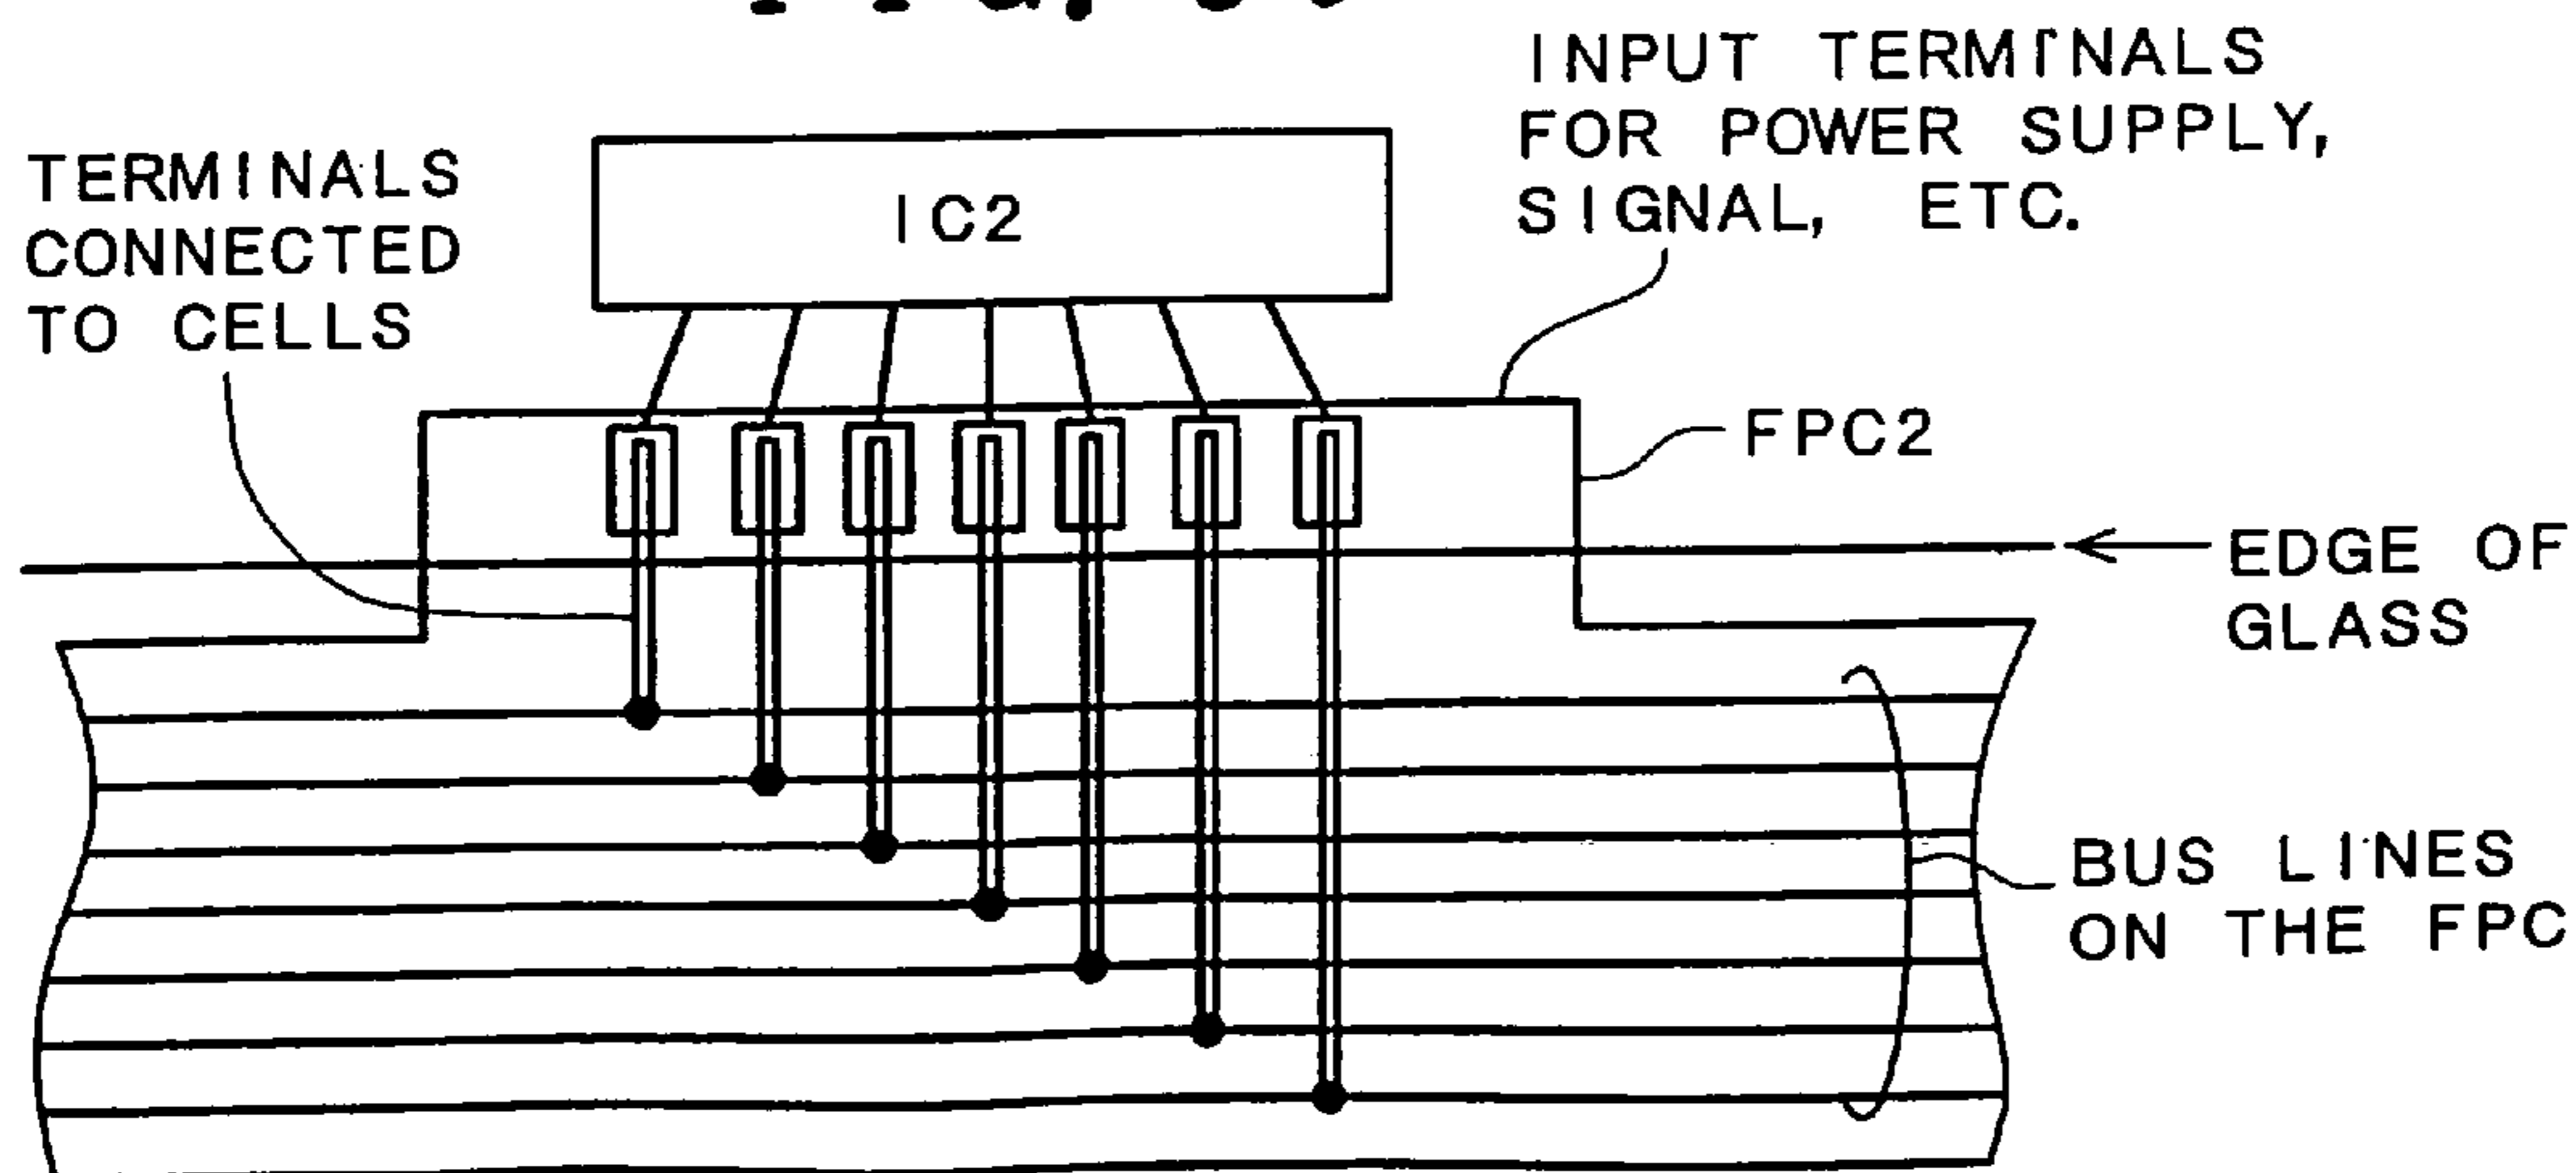 INPUT TERMINALS
FOR POWER SUPPLY,
SIGNAL, ETC.
TERMINALS
CONNECTED
TO CELLS
IC2
FPC2
EDGE OF
GLASS
BUS LINES
ON THE FPC